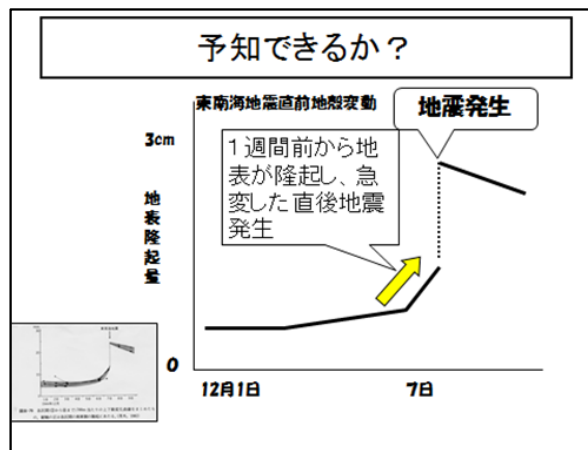 予知できるか？
東南海地震直前地殻変動
地震発生
3cm
１週間前から地
表が隆起し、急
変した直後地震
発生
地表隆起量
0
12月1日
7日